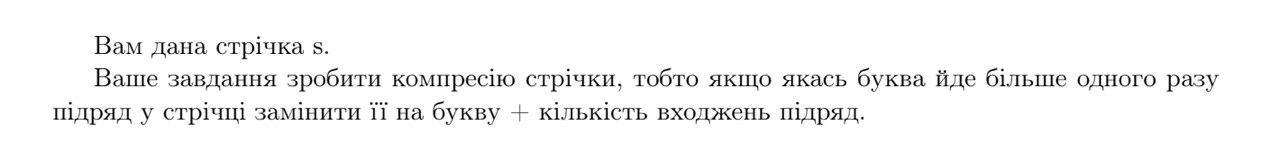 Вам дана стрічка s.
Ваше завдання зробити компресію стрічки, тобто якщо якась буква йде більше одного разу
підряд у стрічці замінити її на букву + кількість входжень підряд.